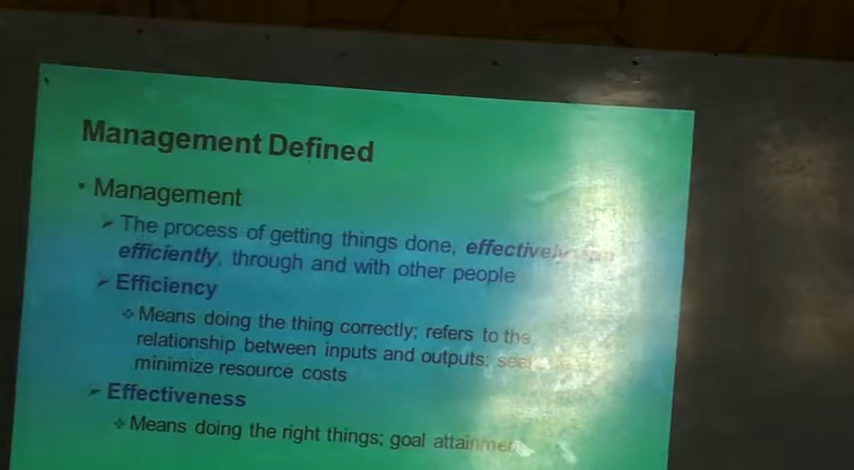 Management Defined
• Management
➢ The process of getting things done, effectively
efficiently, through and with other people
➢ Efficiency
❖ Means doing the thing correctly; refers to the
relationship between inputs and outputs;
minimize resource costs
➢ Effectiveness
❖ Means doing the right things; goal